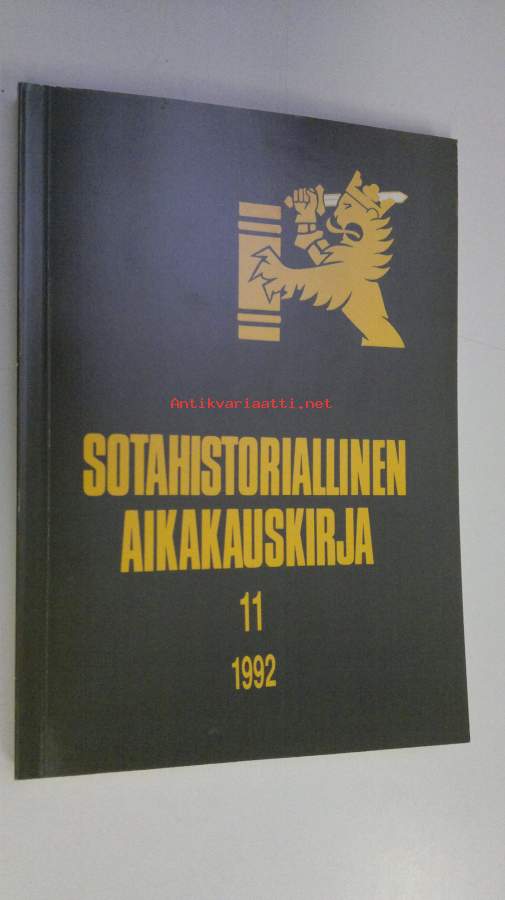 Antikvariaatti.net
SOTAHISTORIALLINEN
AIKAKAUSKIRJA
11
1992